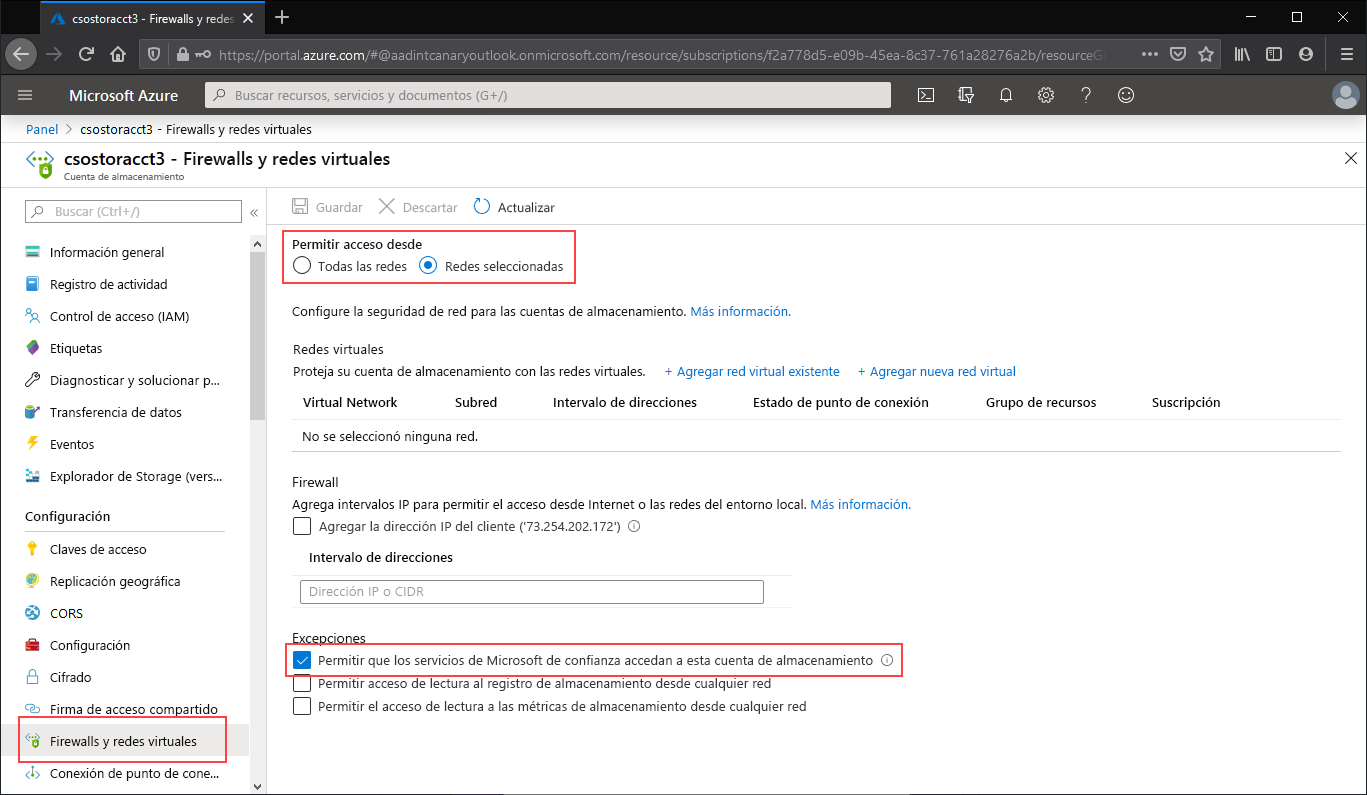 csostoracct3 - Firewalls y redes
https://portal.azure.com/#@aadintcanaryoutlook.onmicrosoft.com/resource/subscriptions/f2a778d5-e09b-45ea-8c37-761a28276a2b/resourceG
Microsoft Azure
Buscar recursos, servicios y documentos (G+/)
Panel > csostoracct3 - Firewalls y redes virtuales
csostoracct3 - Firewalls y redes virtuales
Cuenta de almacenamiento
Buscar (Ctrl+/)
«
Información general
Registro de actividad
Control de acceso (IAM)
Etiquetas
Diagnosticar y solucionar p...
Transferencia de datos
Eventos
Explorador de Storage (vers...
Configuración
Claves de acceso
Replicación geográfica
CORS
Configuración
Cifrado
Firma de acceso compartido
Firewalls y redes virtuales
Conexión de punto de cone...
Guardar Descartar Actualizar
Permitir acceso desde
Todas las redes Redes seleccionadas
Configure la seguridad de red para las cuentas de almacenamiento. Más información.
Redes virtuales
Proteja su cuenta de almacenamiento con las redes virtuales. + Agregar red virtual existente + Agregar nueva red virtual
Virtual Network Subred Intervalo de direcciones Estado de punto de conexión Grupo de recursos Suscripción
No se seleccionó ninguna red.
Firewall
Agrega intervalos IP para permitir el acceso desde Internet o las redes del entorno local. Más información.
Agregar la dirección IP del cliente ('73.254.202.172')
Intervalo de direcciones
Dirección IP o CIDR
Excepciones
Permitir que los servicios de Microsoft de confianza accedan a esta cuenta de almacenamiento
Permitir acceso de lectura al registro de almacenamiento desde cualquier red
Permitir el acceso de lectura a las métricas de almacenamiento desde cualquier red